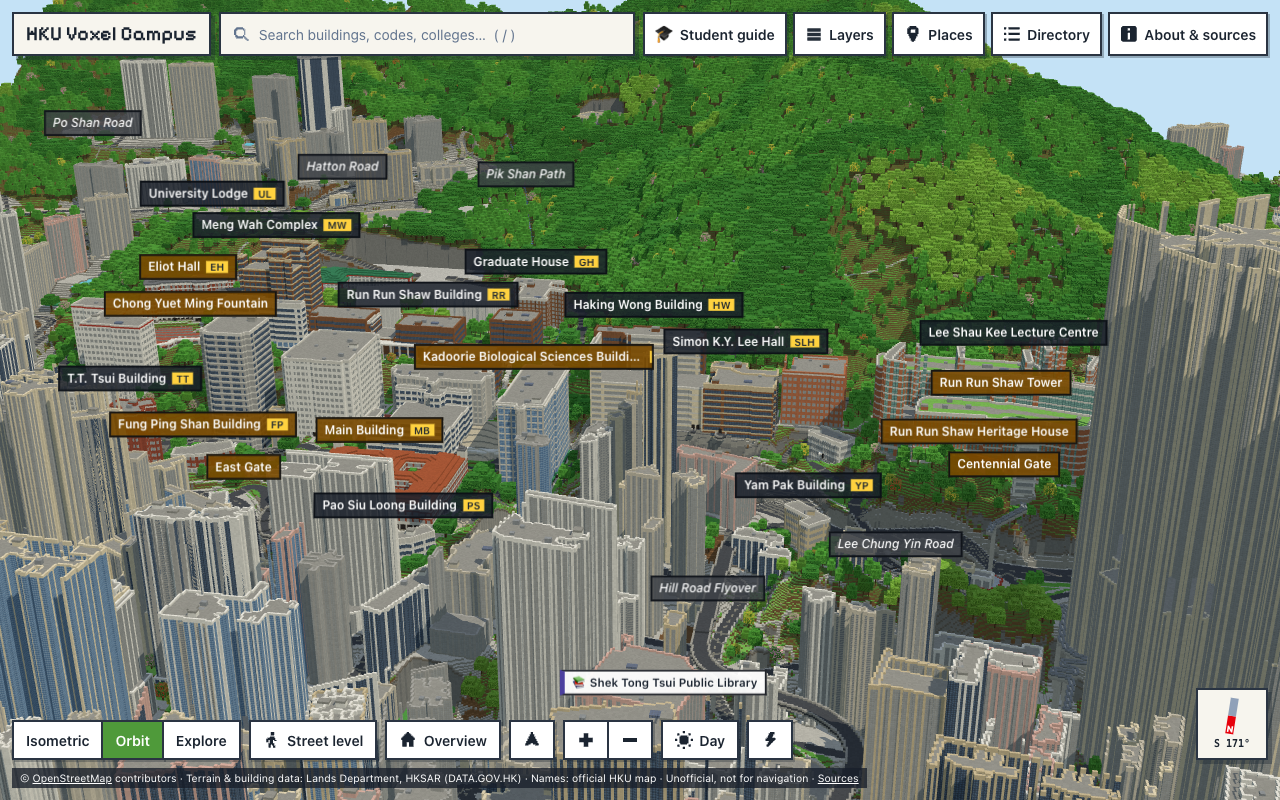 HKU Voxel Campus
Search buildings, codes, colleges... ( / )
Student guide
Layers
Places
Directory
About & sources
Po Shan Road
Hatton Road
Pik Shan Path
University Lodge UL
Meng Wah Complex MW
Eliot Hall EH
Graduate House GH
Chong Yuet Ming Fountain
Run Run Shaw Building RR
Haking Wong Building HW
Simon K.Y. Lee Hall SLH
Lee Shau Kee Lecture Centre
Kadoorie Biological Sciences Buildi...
T.T. Tsui Building TT
Run Run Shaw Tower
Fung Ping Shan Building FP
Main Building MB
Run Run Shaw Heritage House
East Gate
Centennial Gate
Yam Pak Building YP
Pao Siu Loong Building PS
Lee Chung Yin Road
Hill Road Flyover
Shek Tong Tsui Public Library
N
S 171°
Isometric
Orbit
Explore
Street level
Overview
Day
© OpenStreetMap contributors · Terrain & building data: Lands Department, HKSAR (DATA.GOV.HK) · Names: official HKU map · Unofficial, not for navigation · Sources